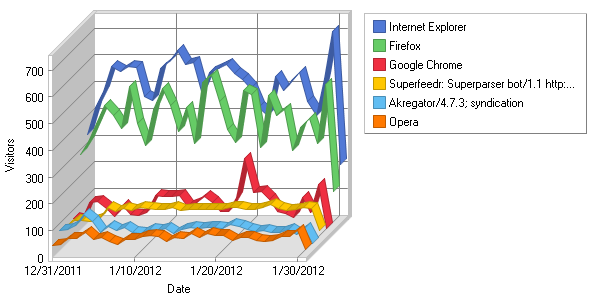 Visitors
700
600
500
400
300
200
100
0
12/31/2011 1/10/2012 1/20/2012 1/30/2012
Date
Internet Explorer
Firefox
Google Chrome
Superfeedr: Superparser bot/1.1 http:...
Akregator/4.7.3; syndication
Opera